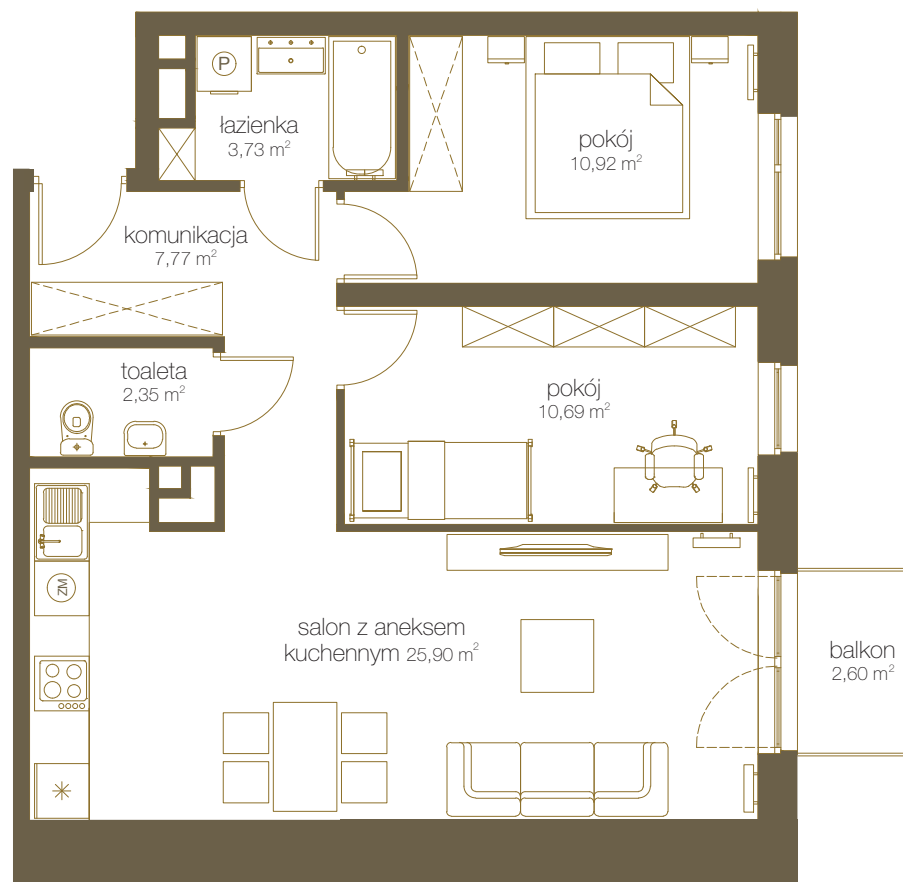 P
łazienka
3,73 m²
pokój
10,92 m²
komunikacja
7,77 m²
toaleta
2,35 m²
pokój
10,69 m²
ZM
salon z aneksem
kuchennym 25,90 m²
balkon
2,60 m²